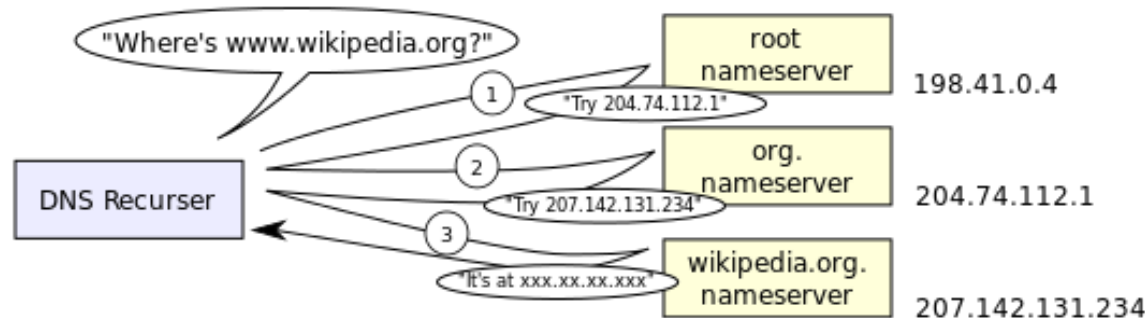 "Where's www.wikipedia.org?"
root
nameserver
198.41.0.4
1
"Try 204.74.112.1"
org.
nameserver
204.74.112.1
2
DNS Recurser
"Try 207.142.131.234"
3
wikipedia.org.
nameserver
207.142.131.234
"It's at xxx.xx.xx.xxx"